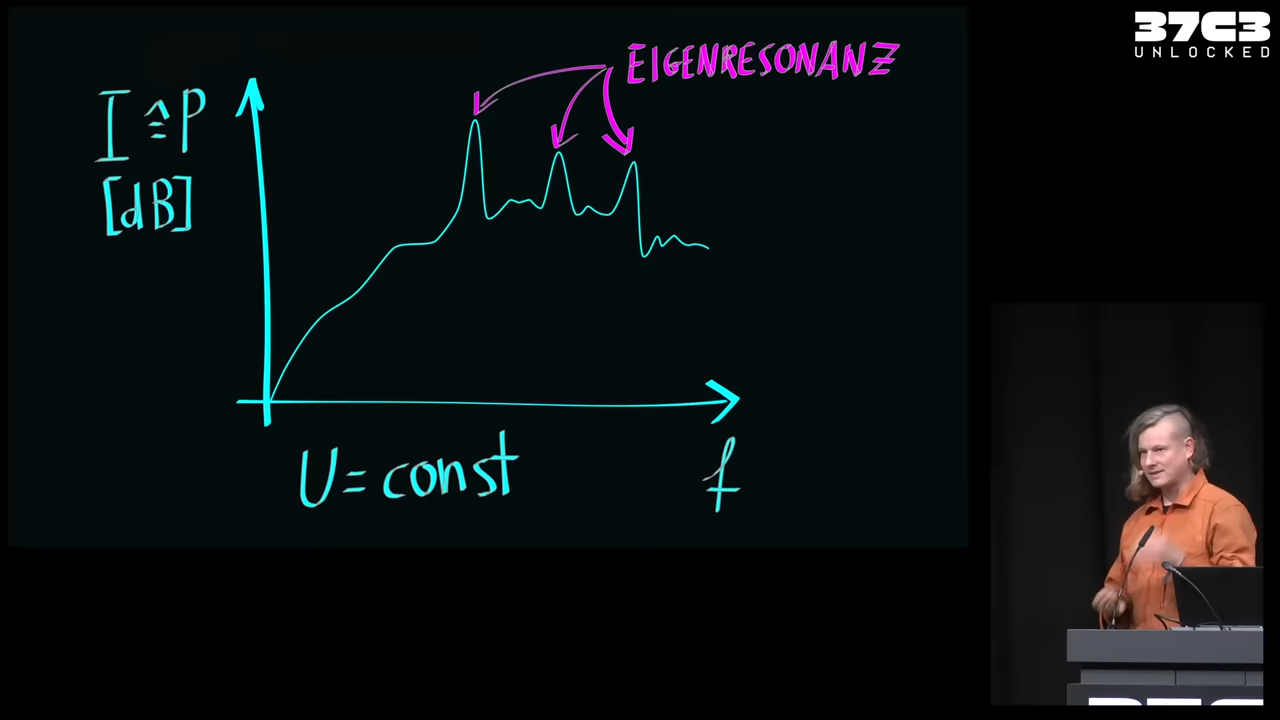 37C3
UNLOCKED
EIGENRESONANZ
I ≙ P
[dB]
U = const
f